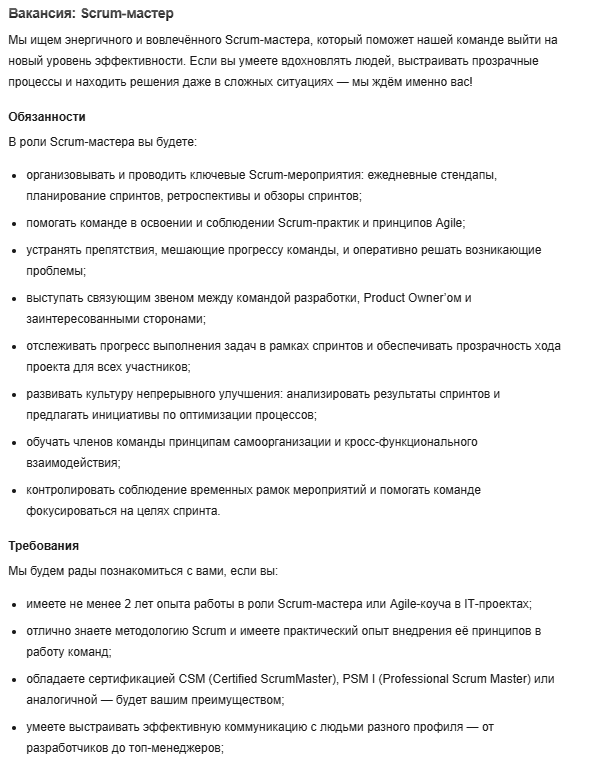 Вакансия: Scrum-мастер
Мы ищем энергичного и вовлечённого Scrum-мастера, который поможет нашей команде выйти на
новый уровень эффективности. Если вы умеете вдохновлять людей, выстраивать прозрачные
процессы и находить решения даже в сложных ситуациях — мы ждём именно вас!
Обязанности
В роли Scrum-мастера вы будете:
• организовывать и проводить ключевые Scrum-мероприятия: ежедневные стендапы,
планирование спринтов, ретроспективы и обзоры спринтов;
• помогать команде в освоении и соблюдении Scrum-практик и принципов Agile;
• устранять препятствия, мешающие прогрессу команды, и оперативно решать возникающие
проблемы;
• выступать связующим звеном между командой разработки, Product Owner’ом и
заинтересованными сторонами;
• отслеживать прогресс выполнения задач в рамках спринтов и обеспечивать прозрачность хода
проекта для всех участников;
• развивать культуру непрерывного улучшения: анализировать результаты спринтов и
предлагать инициативы по оптимизации процессов;
• обучать членов команды принципам самоорганизации и кросс-функционального
взаимодействия;
• контролировать соблюдение временных рамок мероприятий и помогать команде
фокусироваться на целях спринта.
Требования
Мы будем рады познакомиться с вами, если вы:
• имеете не менее 2 лет опыта работы в роли Scrum-мастера или Agile-коуча в IT-проектах;
• отлично знаете методологию Scrum и имеете практический опыт внедрения её принципов в
работу команд;
• обладаете сертификацией CSM (Certified ScrumMaster), PSM I (Professional Scrum Master) или
аналогичной — будет вашим преимуществом;
• умеете выстраивать эффективную коммуникацию с людьми разного профиля — от
разработчиков до топ-менеджеров;